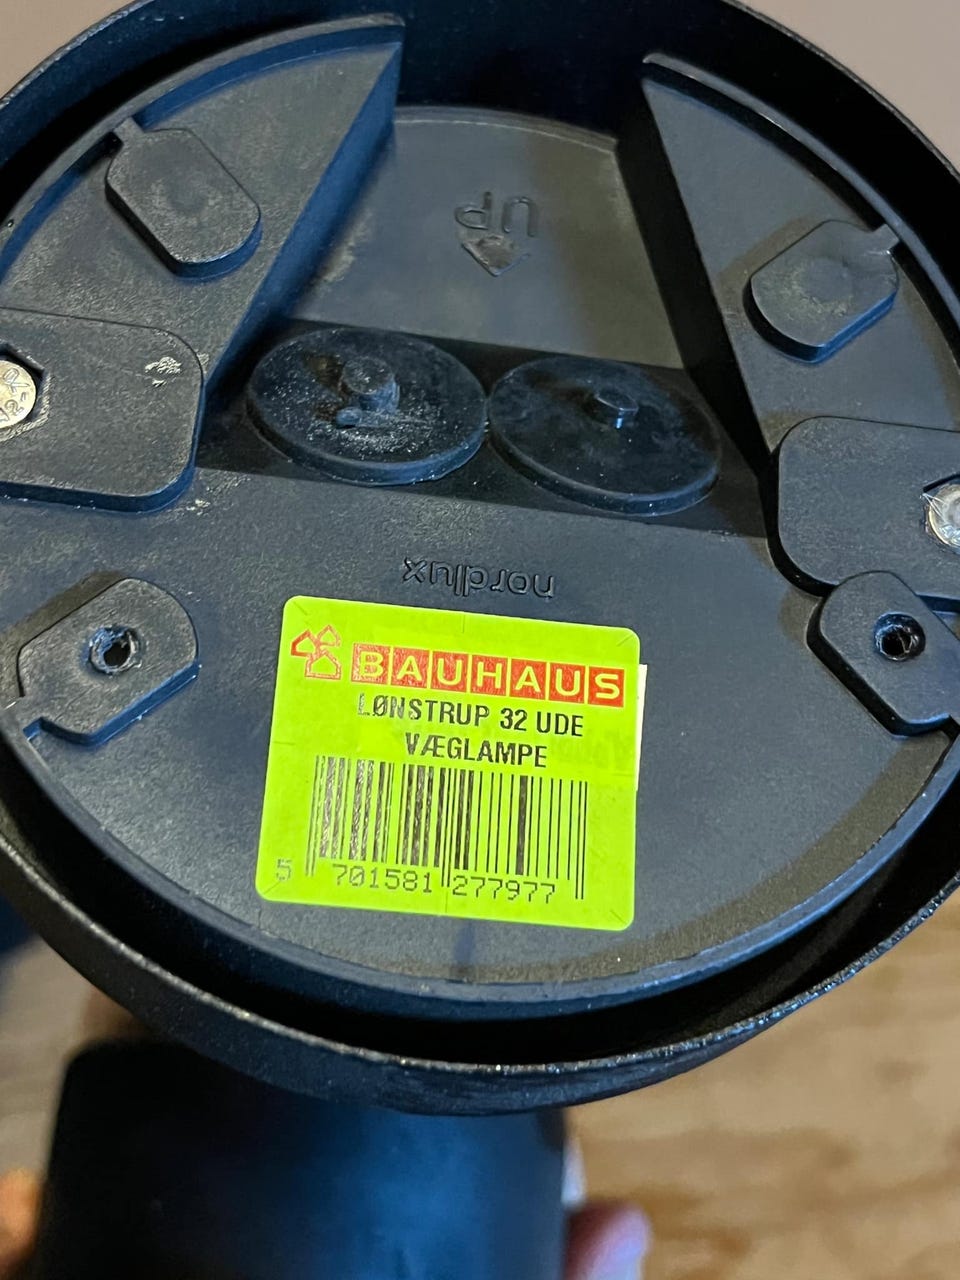 UP
nordlux
BAUHAUS
LØNSTRUP 32 UDE
VÆGLAMPE
5 701581 277977